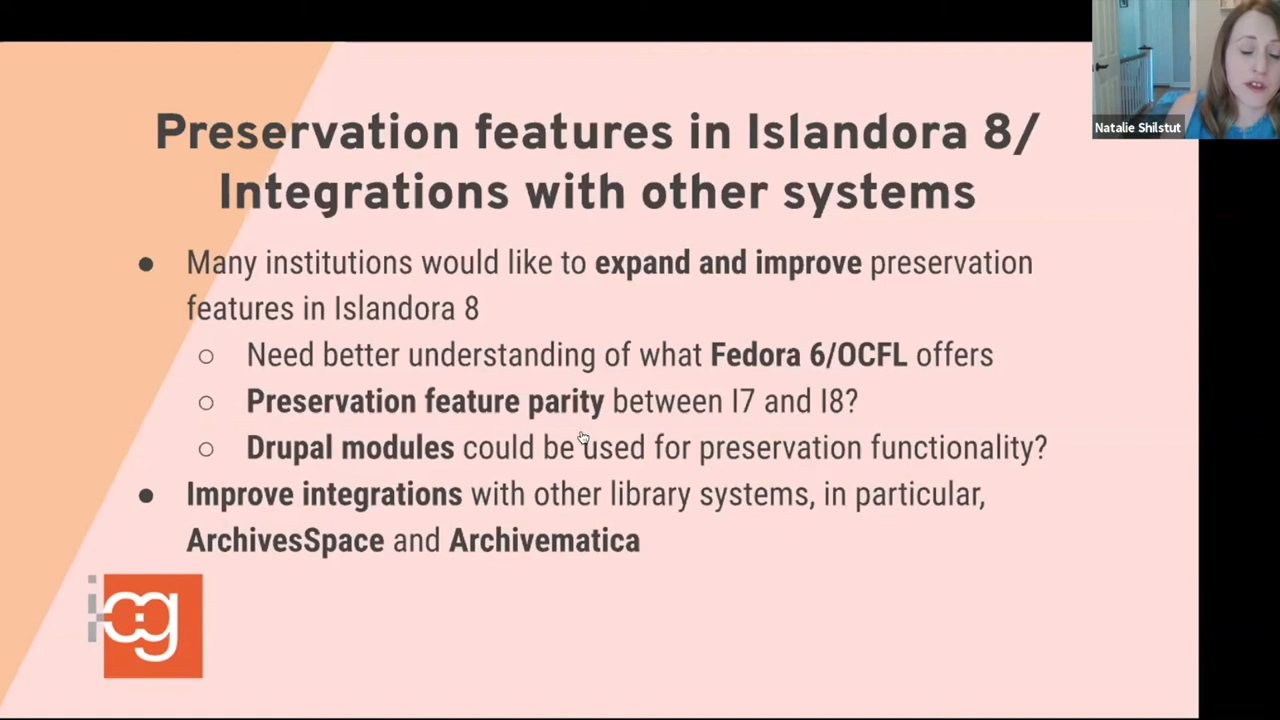 Preservation features in Islandora 8/
Integrations with other systems
Natalie Shilstut
● Many institutions would like to expand and improve preservation
features in Islandora 8
○ Need better understanding of what Fedora 6/OCFL offers
○ Preservation feature parity between I7 and I8?
○ Drupal modules could be used for preservation functionality?
● Improve integrations with other library systems, in particular,
ArchivesSpace and Archivematica
icg